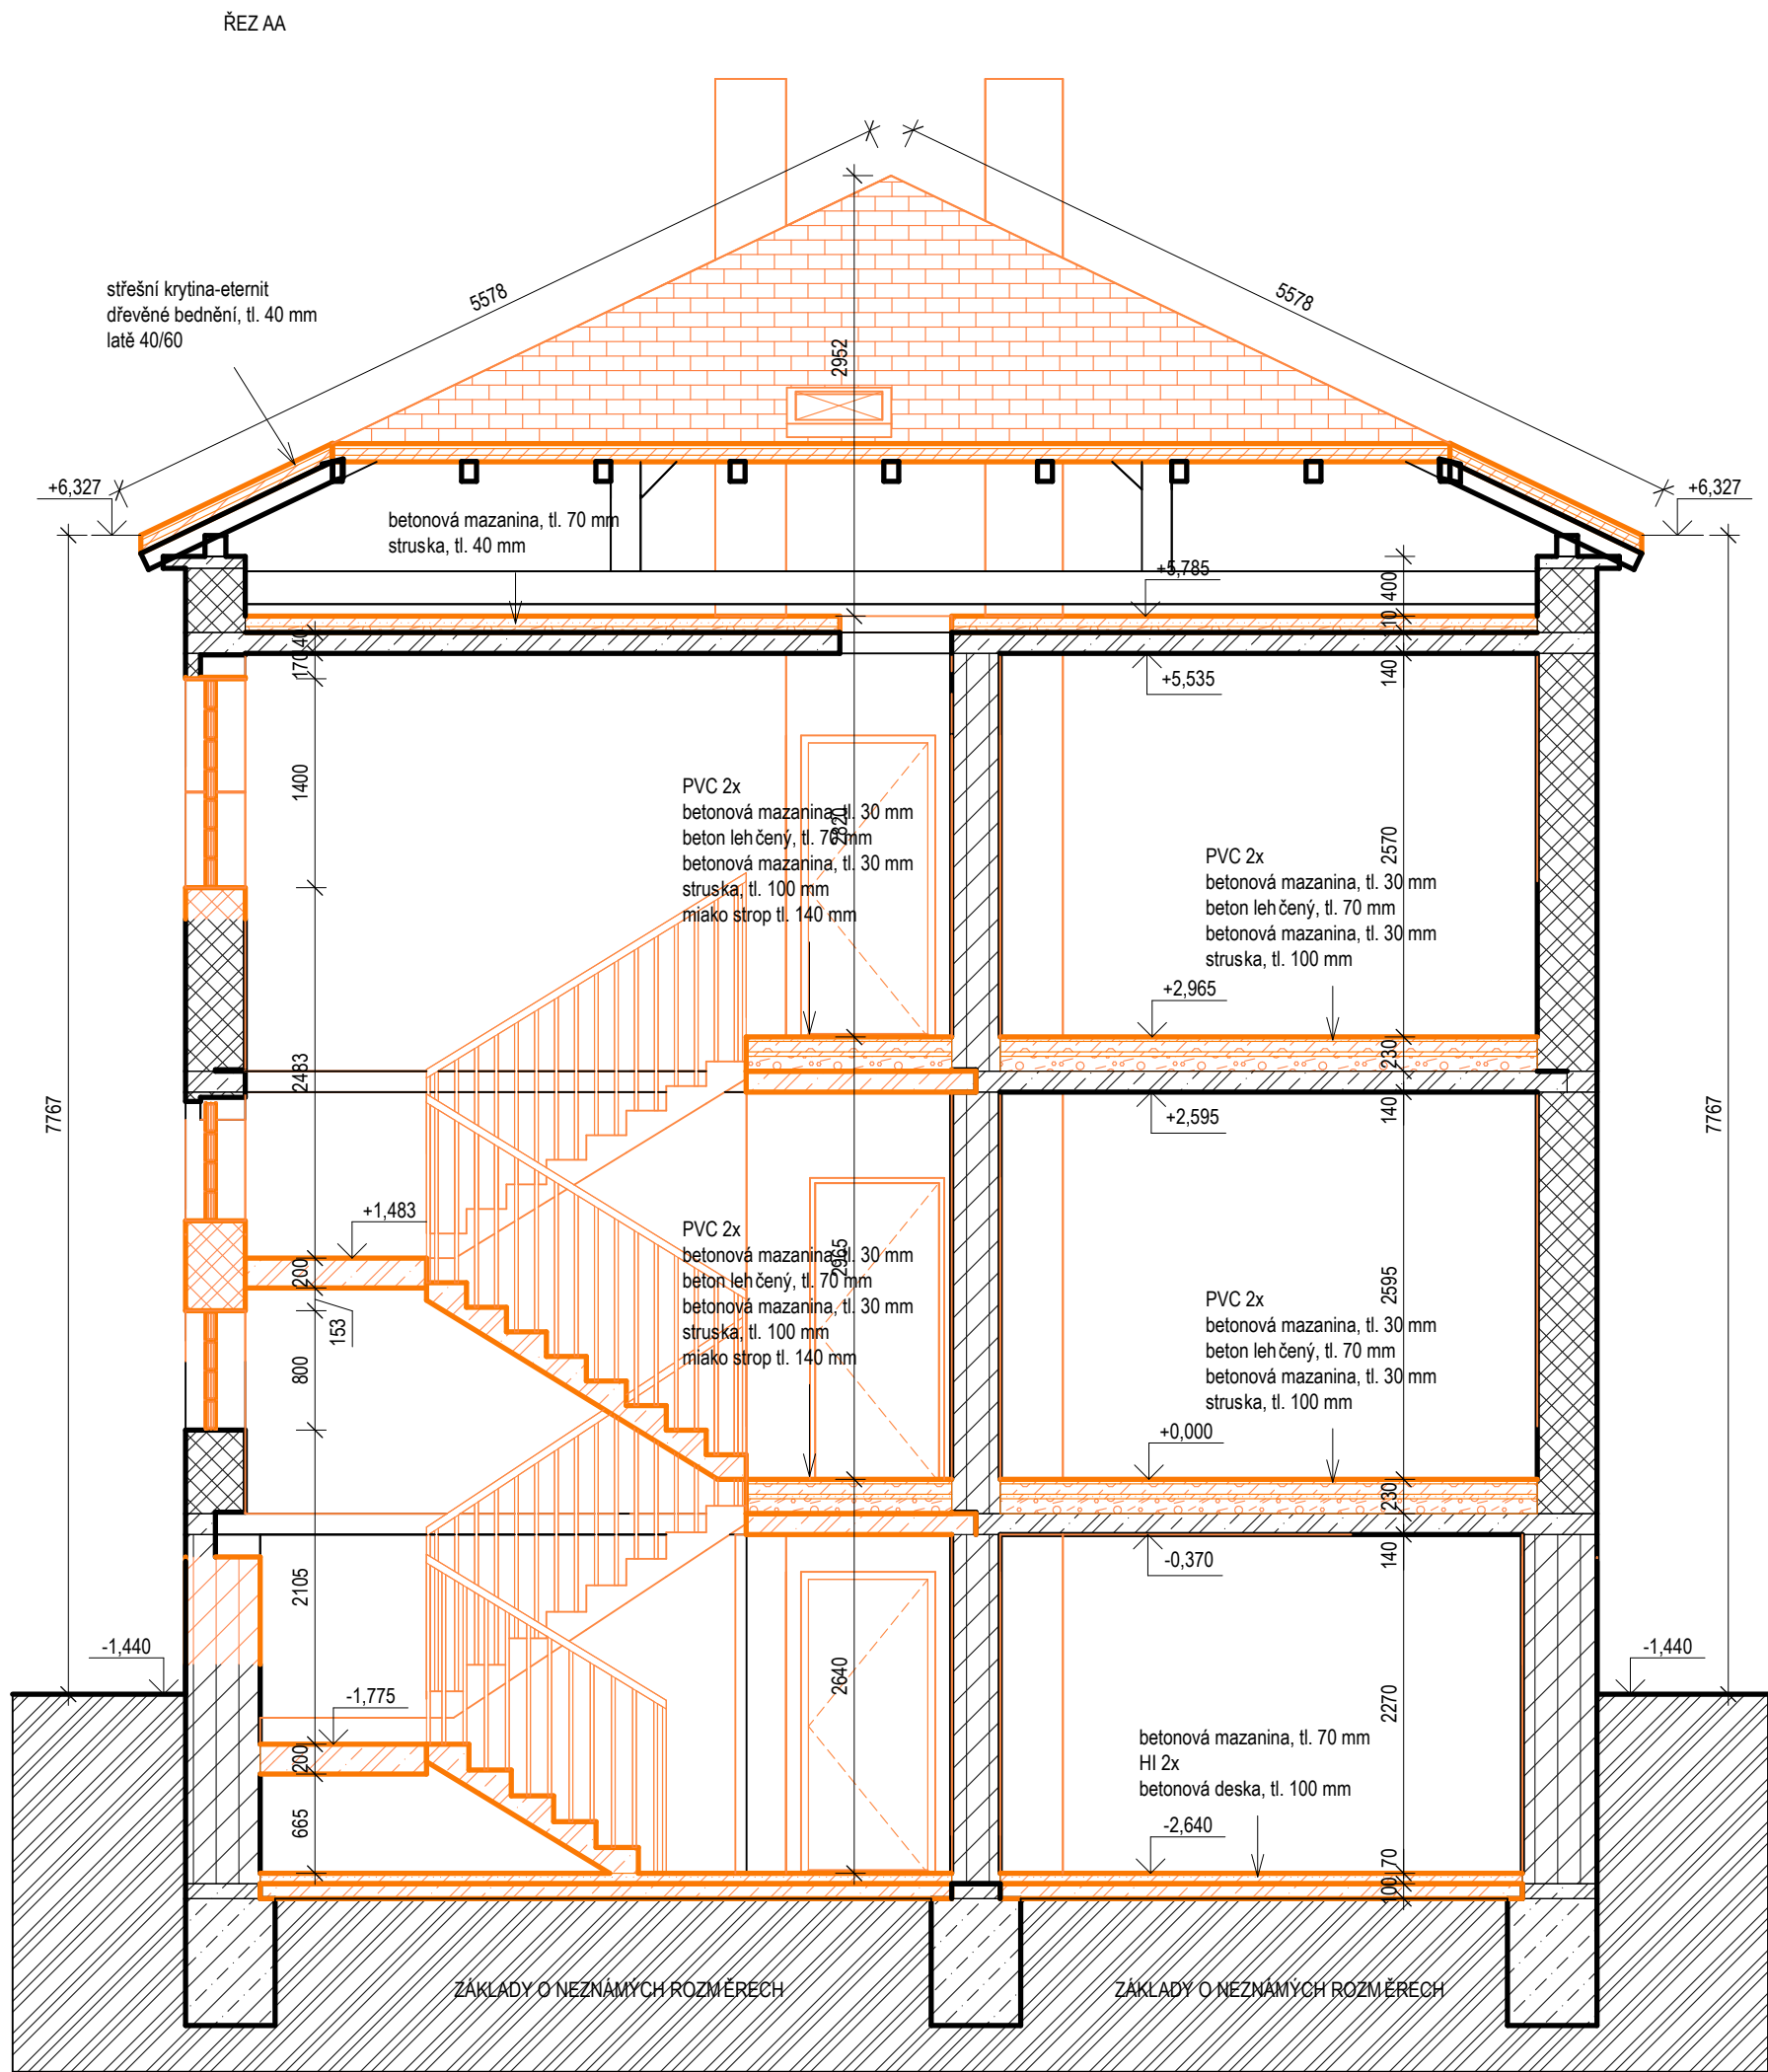 ŘEZ AA
5578
5578
střešní krytina-eternit
dřevěné bednění, tl. 40 mm
latě 40/60
2952
+6,327
+6,327
betonová mazanina, tl. 70 mm
struska, tl. 40 mm
+5,785
400
110
140
170
140
+5,535
1400
PVC 2x
betonová mazanina, tl. 30 mm
beton lehčený, tl. 70 mm
betonová mazanina, tl. 30 mm
struska, tl. 100 mm
miako strop tl. 140 mm
2820
2570
PVC 2x
betonová mazanina, tl. 30 mm
beton lehčený, tl. 70 mm
betonová mazanina, tl. 30 mm
struska, tl. 100 mm
+2,965
230
2483
7767
140
+2,595
7767
+1,483
200
153
800
PVC 2x
betonová mazanina, tl. 30 mm
beton lehčený, tl. 70 mm
betonová mazanina, tl. 30 mm
struska, tl. 100 mm
miako strop tl. 140 mm
2965
2595
PVC 2x
betonová mazanina, tl. 30 mm
beton lehčený, tl. 70 mm
betonová mazanina, tl. 30 mm
struska, tl. 100 mm
+0,000
230
140
-0,370
2105
-1,440
-1,440
-1,775
2640
2270
200
665
betonová mazanina, tl. 70 mm
HI 2x
betonová deska, tl. 100 mm
-2,640
70
100
ZÁKLADY O NEZNÁMÝCH ROZMĚRECH
ZÁKLADY O NEZNÁMÝCH ROZMĚRECH